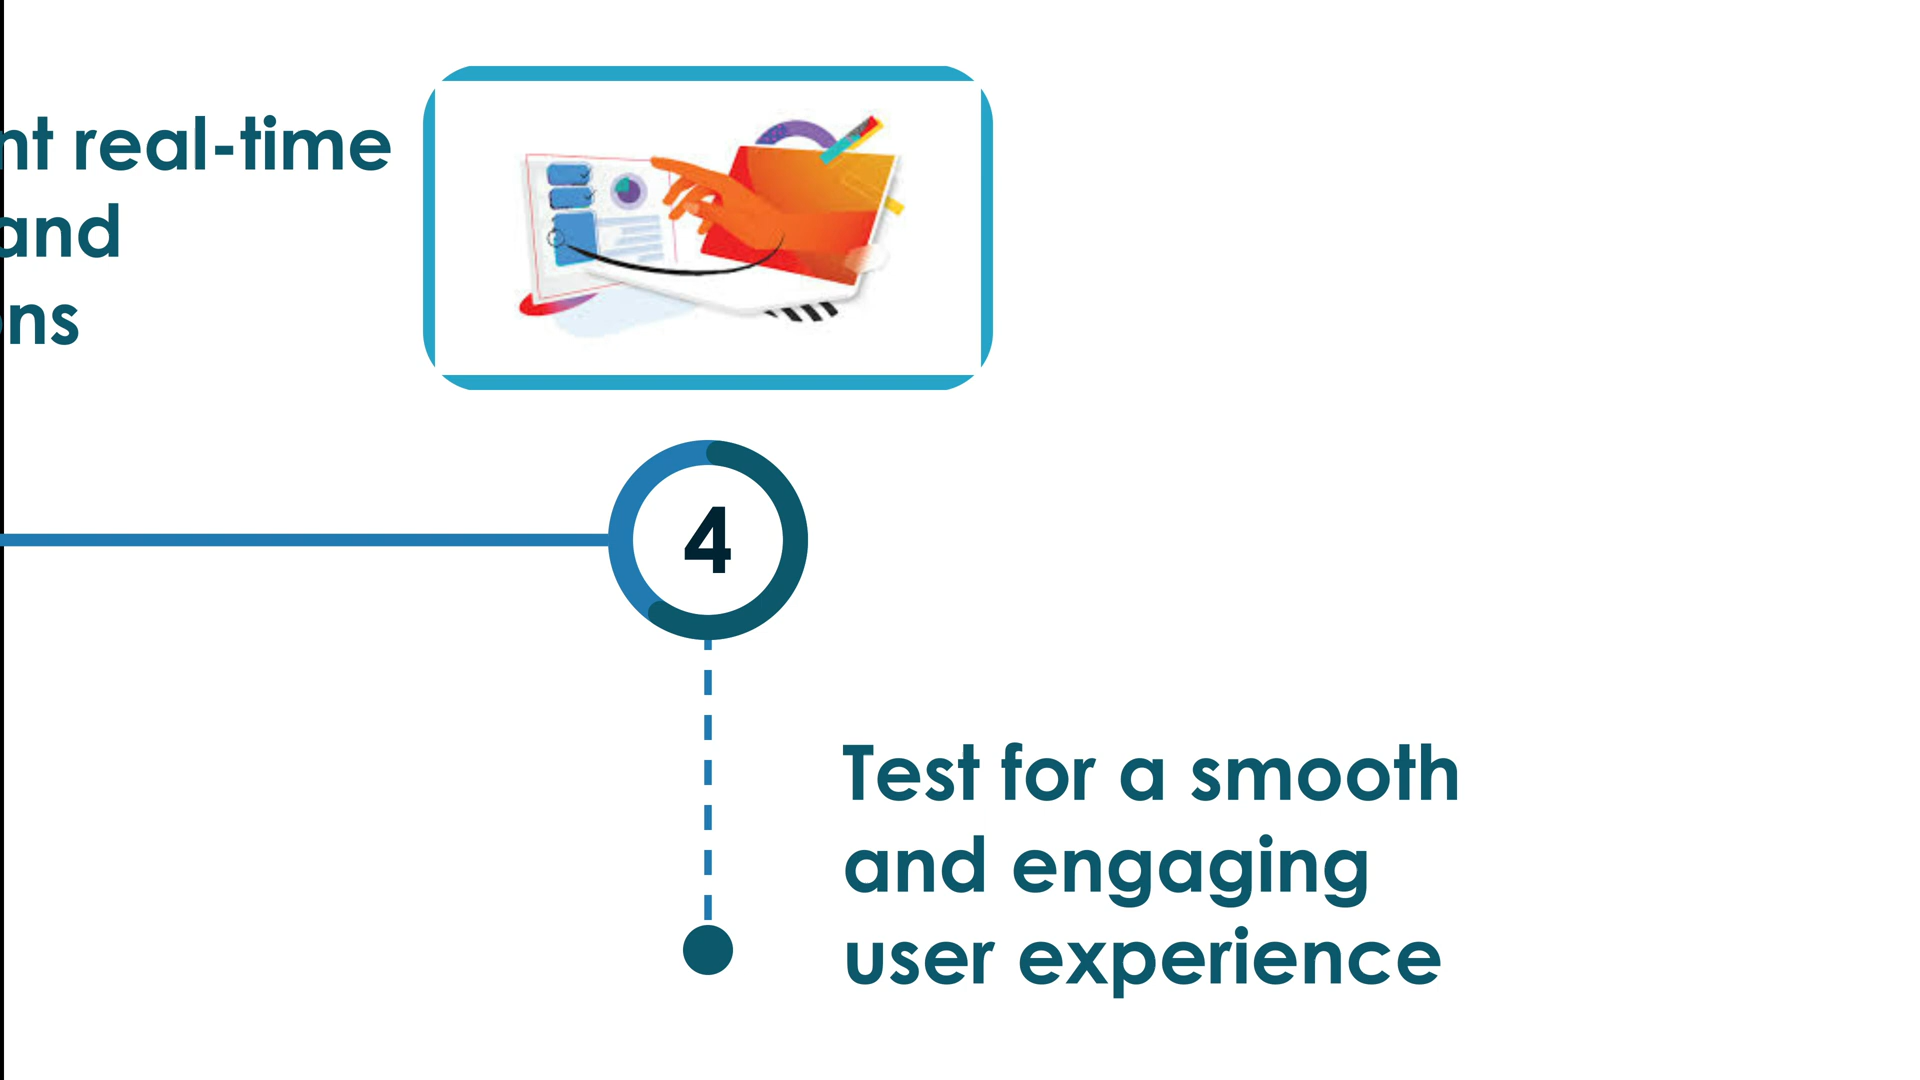 nt real-time
and
ns
4
Test for a smooth
and engaging
user experience